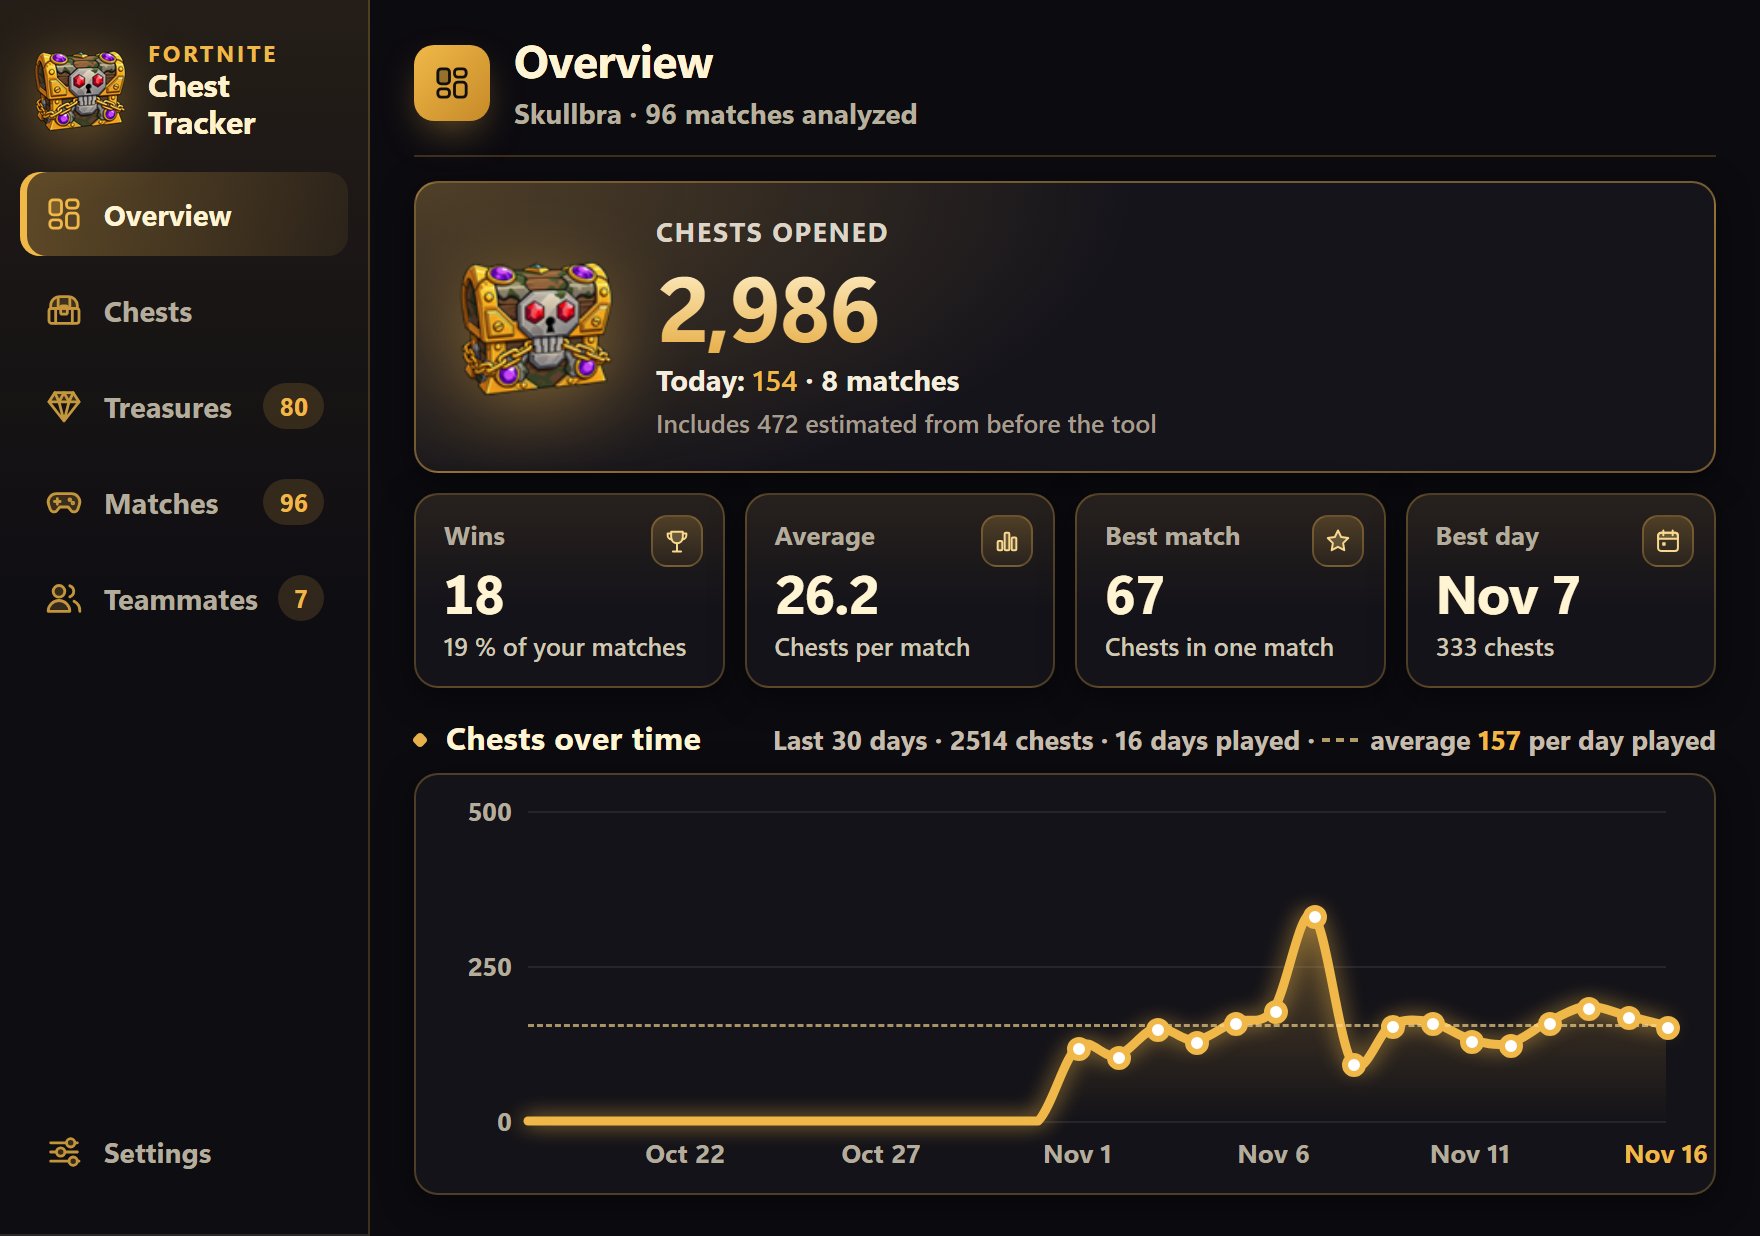 FORTNITE
Chest
Tracker
Overview
Chests
Treasures 80
Matches 96
Teammates 7
Settings
Overview
Skullbra · 96 matches analyzed
CHESTS OPENED
2,986
Today: 154 · 8 matches
Includes 472 estimated from before the tool
Wins
18
19 % of your matches
Average
26.2
Chests per match
Best match
67
Chests in one match
Best day
Nov 7
333 chests
Chests over time
Last 30 days · 2514 chests · 16 days played · --- average 157 per day played
500
250
0
Oct 22 Oct 27 Nov 1 Nov 6 Nov 11 Nov 16